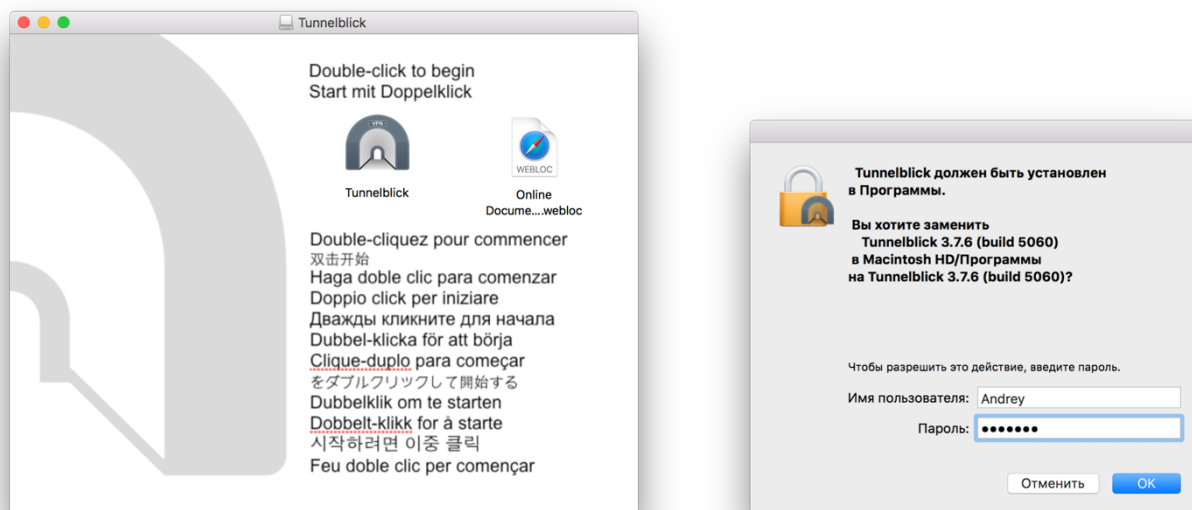 Tunnelblick
Double-click to begin
Start mit Doppelklick
VPN
Tunnelblick
WEBLOC
Online
Docume....webloc
Double-cliquez pour commencer
双击开始
Haga doble clic para comenzar
Doppio click per iniziare
Дважды кликните для начала
Dubbel-klicka för att börja
Clique-duplo para começar
をダブルクリックして開始する
Dubbelklik om te starten
Dobbelt-klikk for å starte
시작하려면 이중 클릭
Feu doble clic per començar
Tunnelblick должен быть установлен
в Программы.
Вы хотите заменить
Tunnelblick 3.7.6 (build 5060)
в Macintosh HD/Программы
на Tunnelblick 3.7.6 (build 5060)?
Чтобы разрешить это действие, введите пароль.
Имя пользователя: Andrey
Пароль: •••••••
Отменить OK